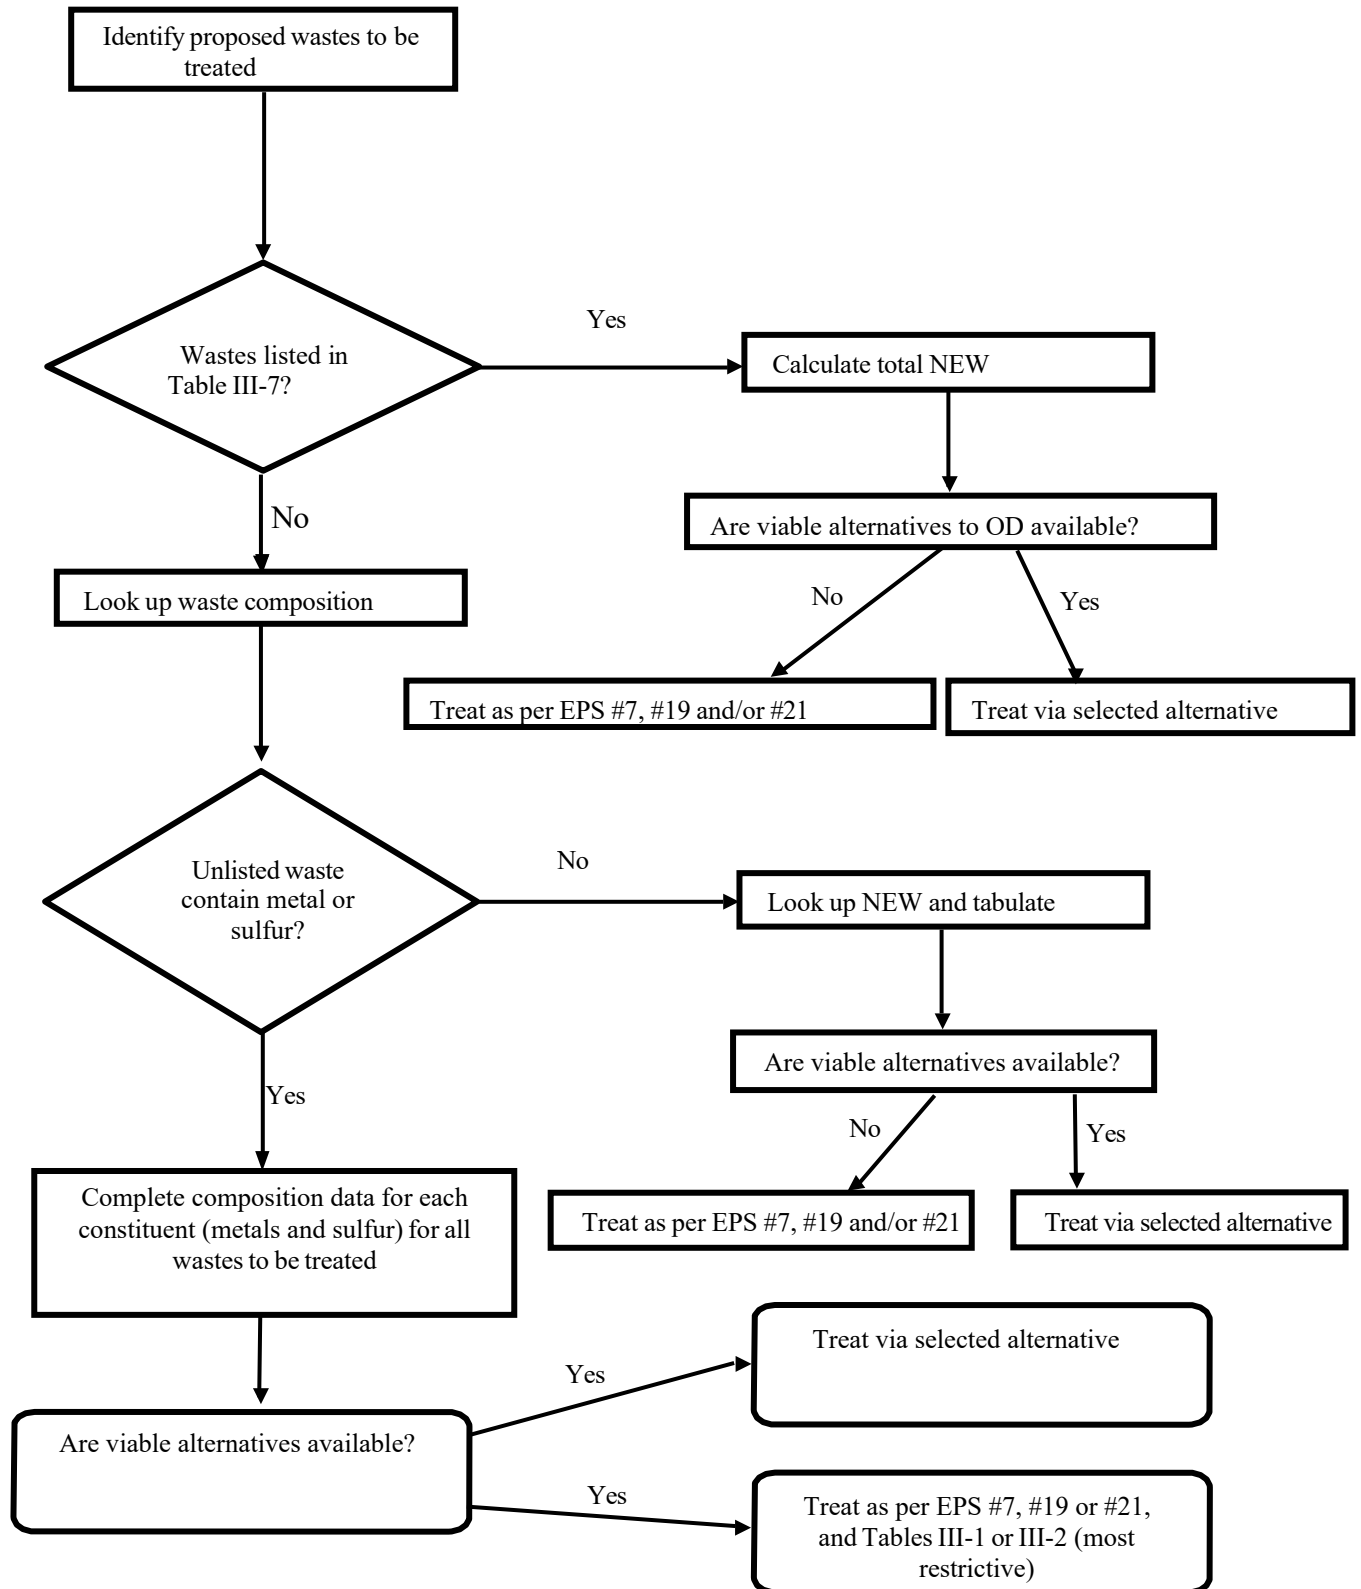 Identify proposed wastes to be
treated
Yes
Wastes listed in
Table III-7?
Calculate total NEW
No
Are viable alternatives to OD available?
Look up waste composition
No
Yes
Treat as per EPS #7, #19 and/or #21
Treat via selected alternative
Unlisted waste
contain metal or
sulfur?
No
Look up NEW and tabulate
Are viable alternatives available?
Yes
No
Yes
Complete composition data for each
constituent (metals and sulfur) for all
wastes to be treated
Treat as per EPS #7, #19 and/or #21
Treat via selected alternative
Treat via selected alternative
Yes
Are viable alternatives available?
Yes
Treat as per EPS #7, #19 or #21,
and Tables III-1 or III-2 (most
restrictive)